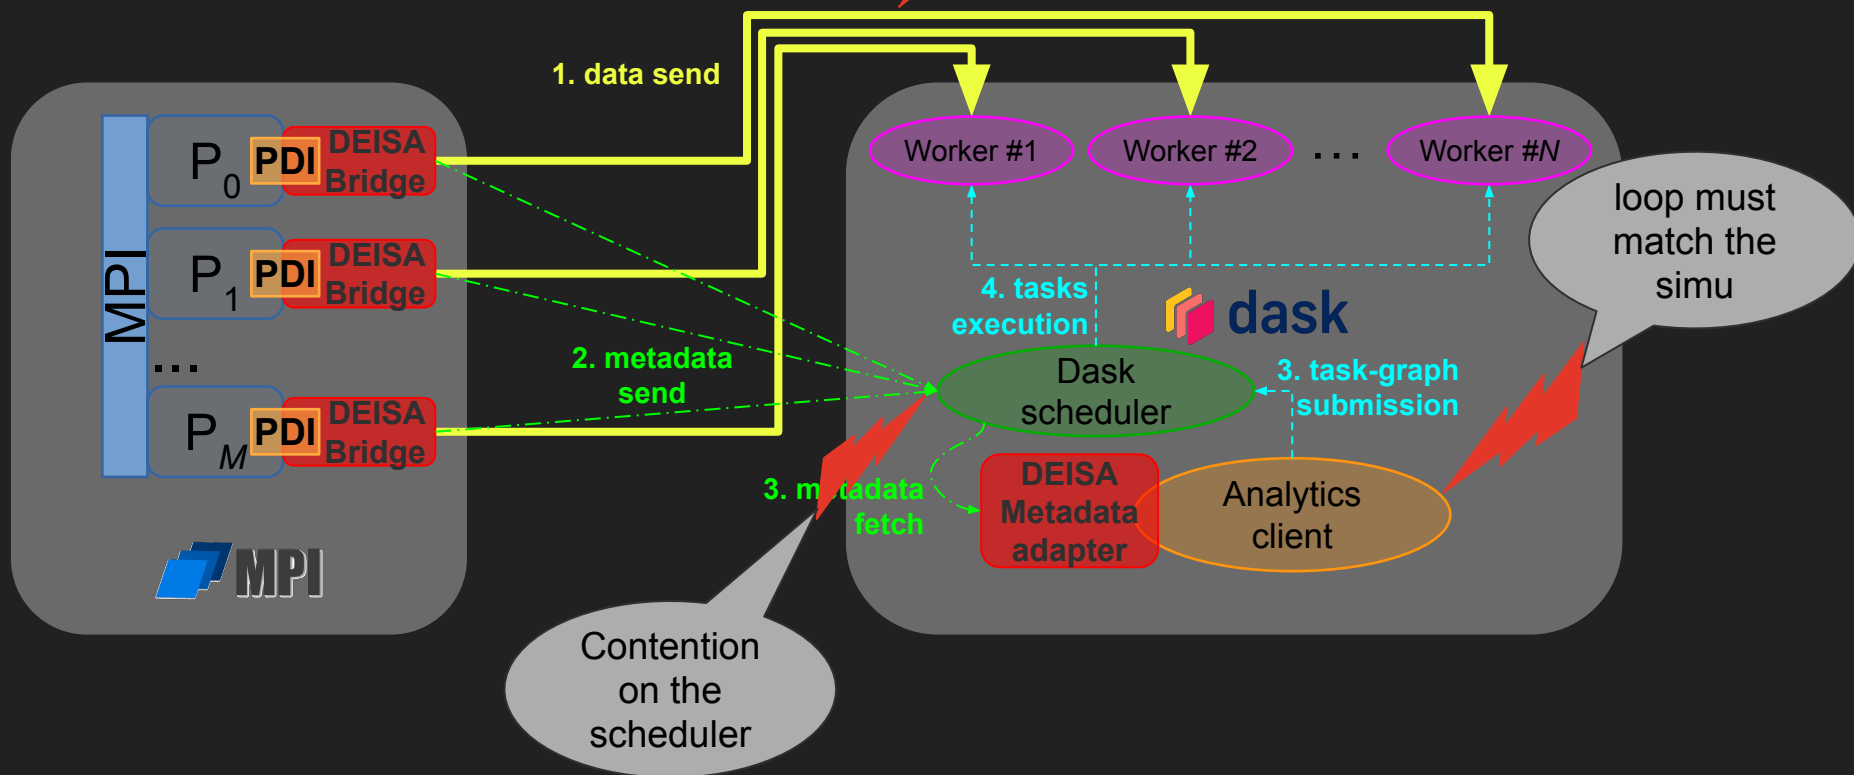 1. data send
MPI
P0
PDI
DEISA
Bridge
P1
PDI
DEISA
Bridge
...
PM
PDI
DEISA
Bridge
MPI
2. metadata
send
Worker #1
Worker #2
...
Worker #N
loop must
match the
simu
4. tasks
execution
dask
Dask
scheduler
3. task-graph
submission
3. metadata
fetch
DEISA
Metadata
adapter
Analytics
client
Contention
on the
scheduler